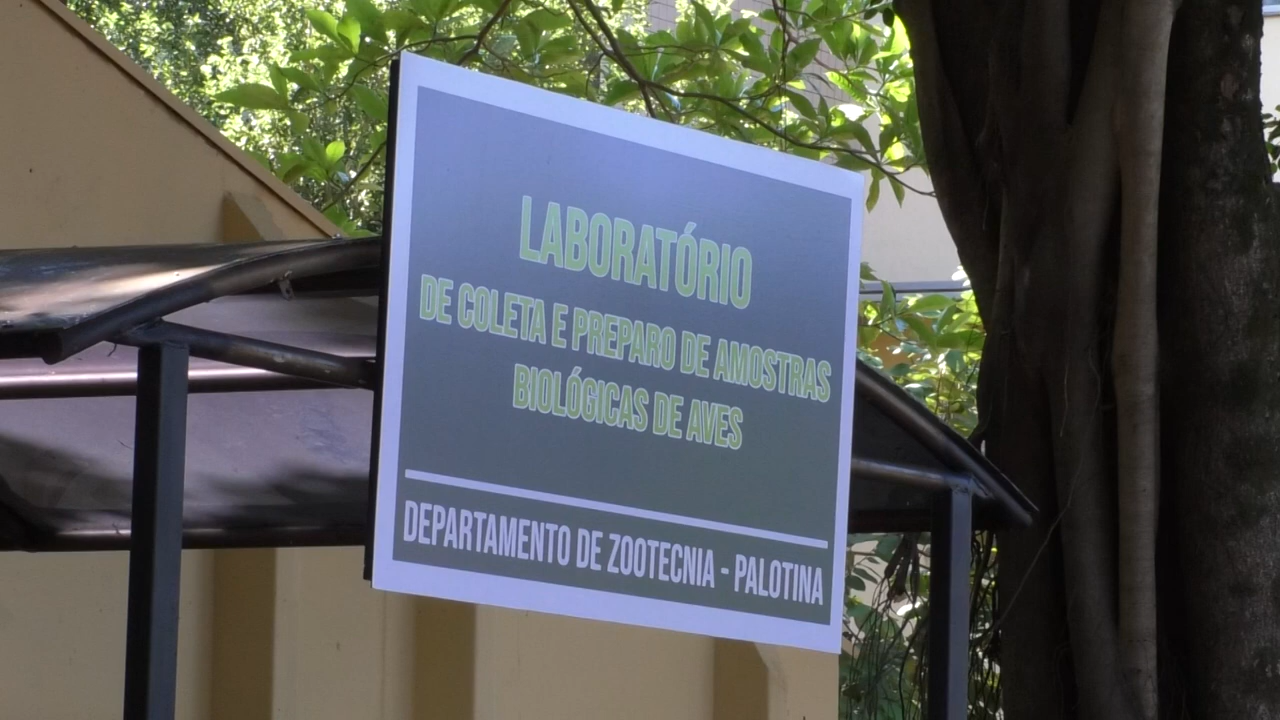 LABORATÓRIO
DE COLETA E PREPARO DE AMOSTRAS
BIOLÓGICAS DE AVES
DEPARTAMENTO DE ZOOTECNIA - PALOTINA